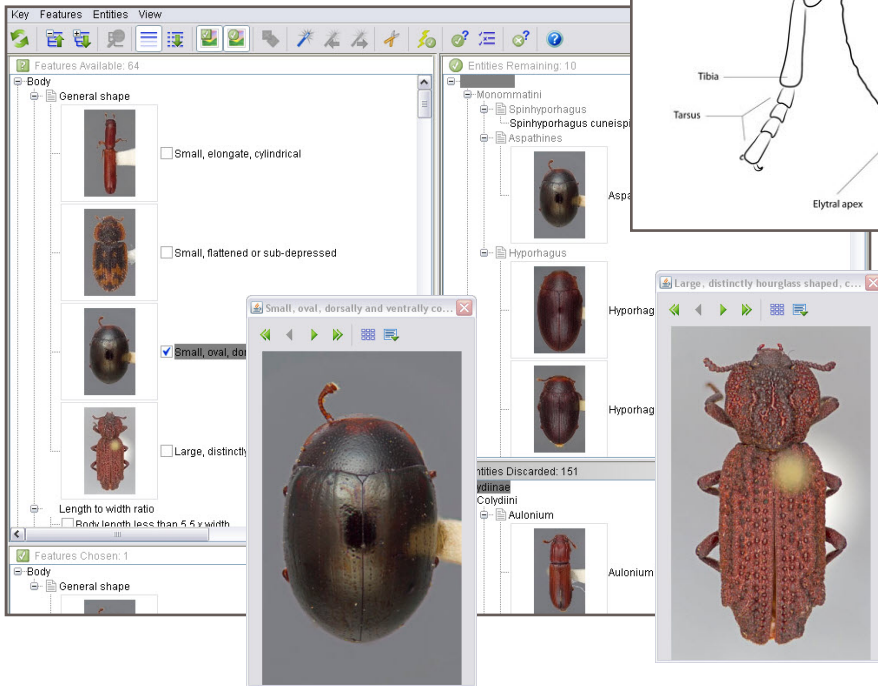 Key Features Entities View
Features Available: 64
Body
General shape
Small, elongate, cylindrical
Small, flattened or sub-depressed
Small, oval,
Large, distinctly
Length to width ratio
Body length less than 5.5 x width
Features Chosen: 1
Body
General shape
Entities Remaining: 10
Monommatini
Spinhyporhagus
Spinhyporhagus cuneispi
Aspathines
Aspa
Hyporhagus
Hyporhag
Hyporhag
ntities Discarded: 151
ydiinae
Colydiini
Aulonium
Aulonium
Tibia
Tarsus
Elytral apex
Small, oval, dorsally and ventrally co...
Large, distinctly hourglass shaped, c...